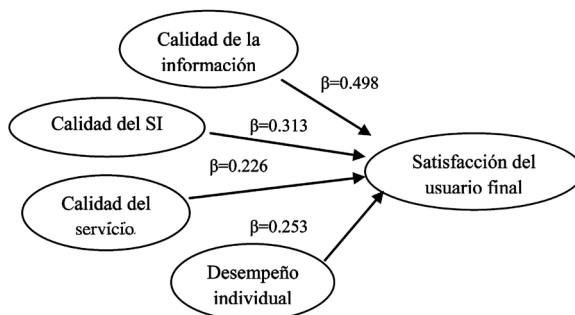 Calidad de la
información
β=0.498
Calidad del SI
β=0.313
β=0.226
Satisfacción del
usuario final
Calidad del
servício.
β=0.253
Desempeño
individual